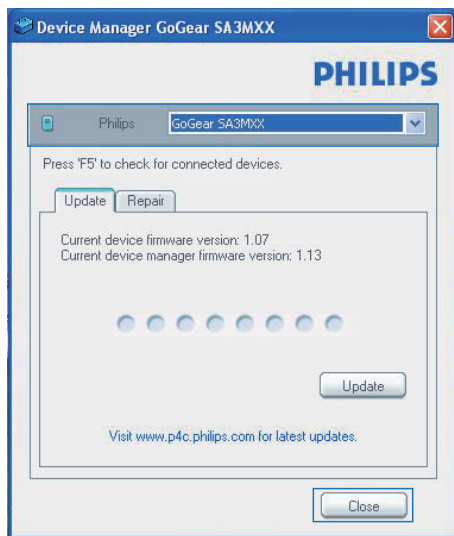 Device Manager GoGear SA3MXX
PHILIPS
Philips GoGear SA3MXX
Press 'F5' to check for connected devices.
Update Repair
Current device firmware version: 1.07
Current device manager firmware version: 1.13
Update
Visit www.p4c.philips.com for latest updates.
Close